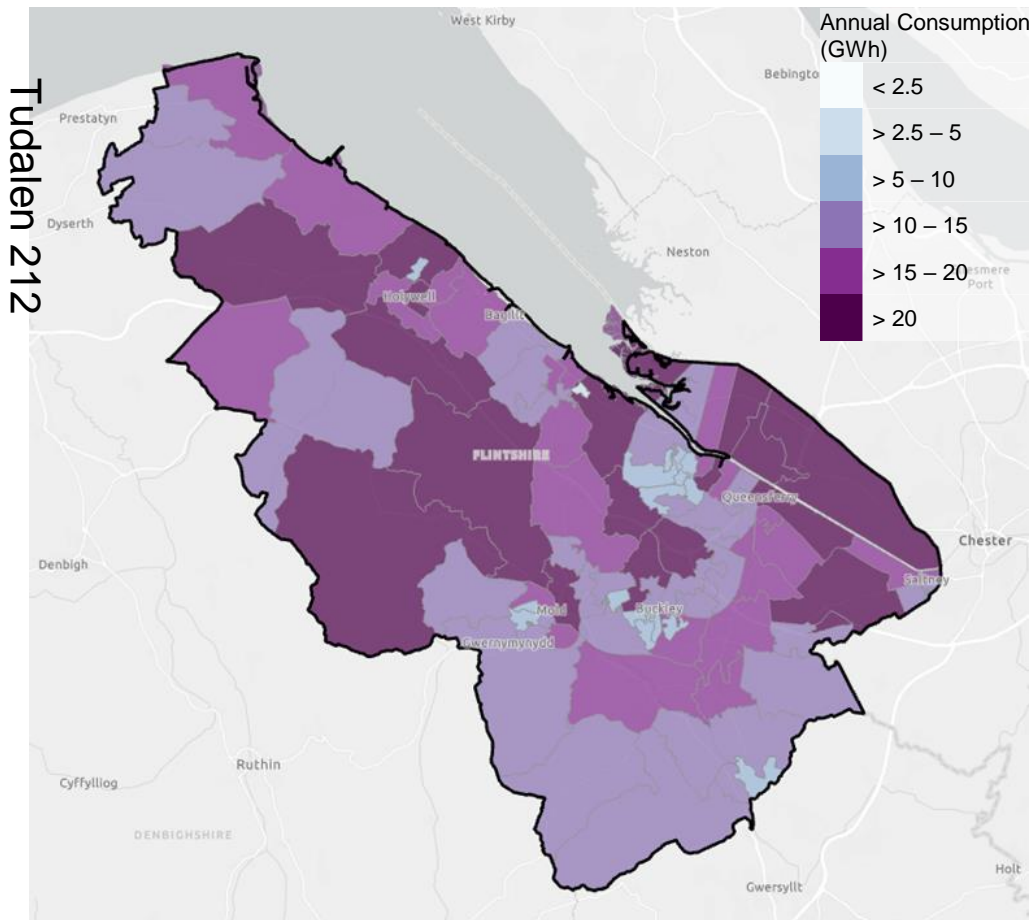 Tudalen 212
Annual Consumption
(GWh)
< 2.5
> 2.5 – 5
> 5 – 10
> 10 – 15
> 15 – 20
> 20
West Kirby
Prestatyn
Dyserth
Neston
Port
Holywell
Bagillt
FLINTSHIRE
Queensferry
Chester
Saltney
Denbigh
Mold
Buckley
Gwernymynydd
Ruthin
Cyffylliog
DENBIGHSHIRE
Gwersyllt
Holt